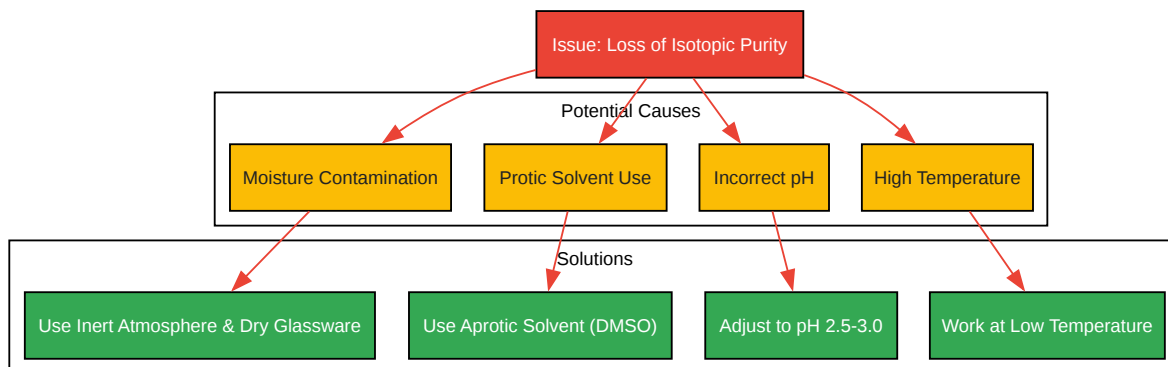 Issue: Loss of Isotopic Purity
Potential Causes
Moisture Contamination
Protic Solvent Use
Incorrect pH
High Temperature
Solutions
Use Inert Atmosphere & Dry Glassware
Use Aprotic Solvent (DMSO)
Adjust to pH 2.5-3.0
Work at Low Temperature